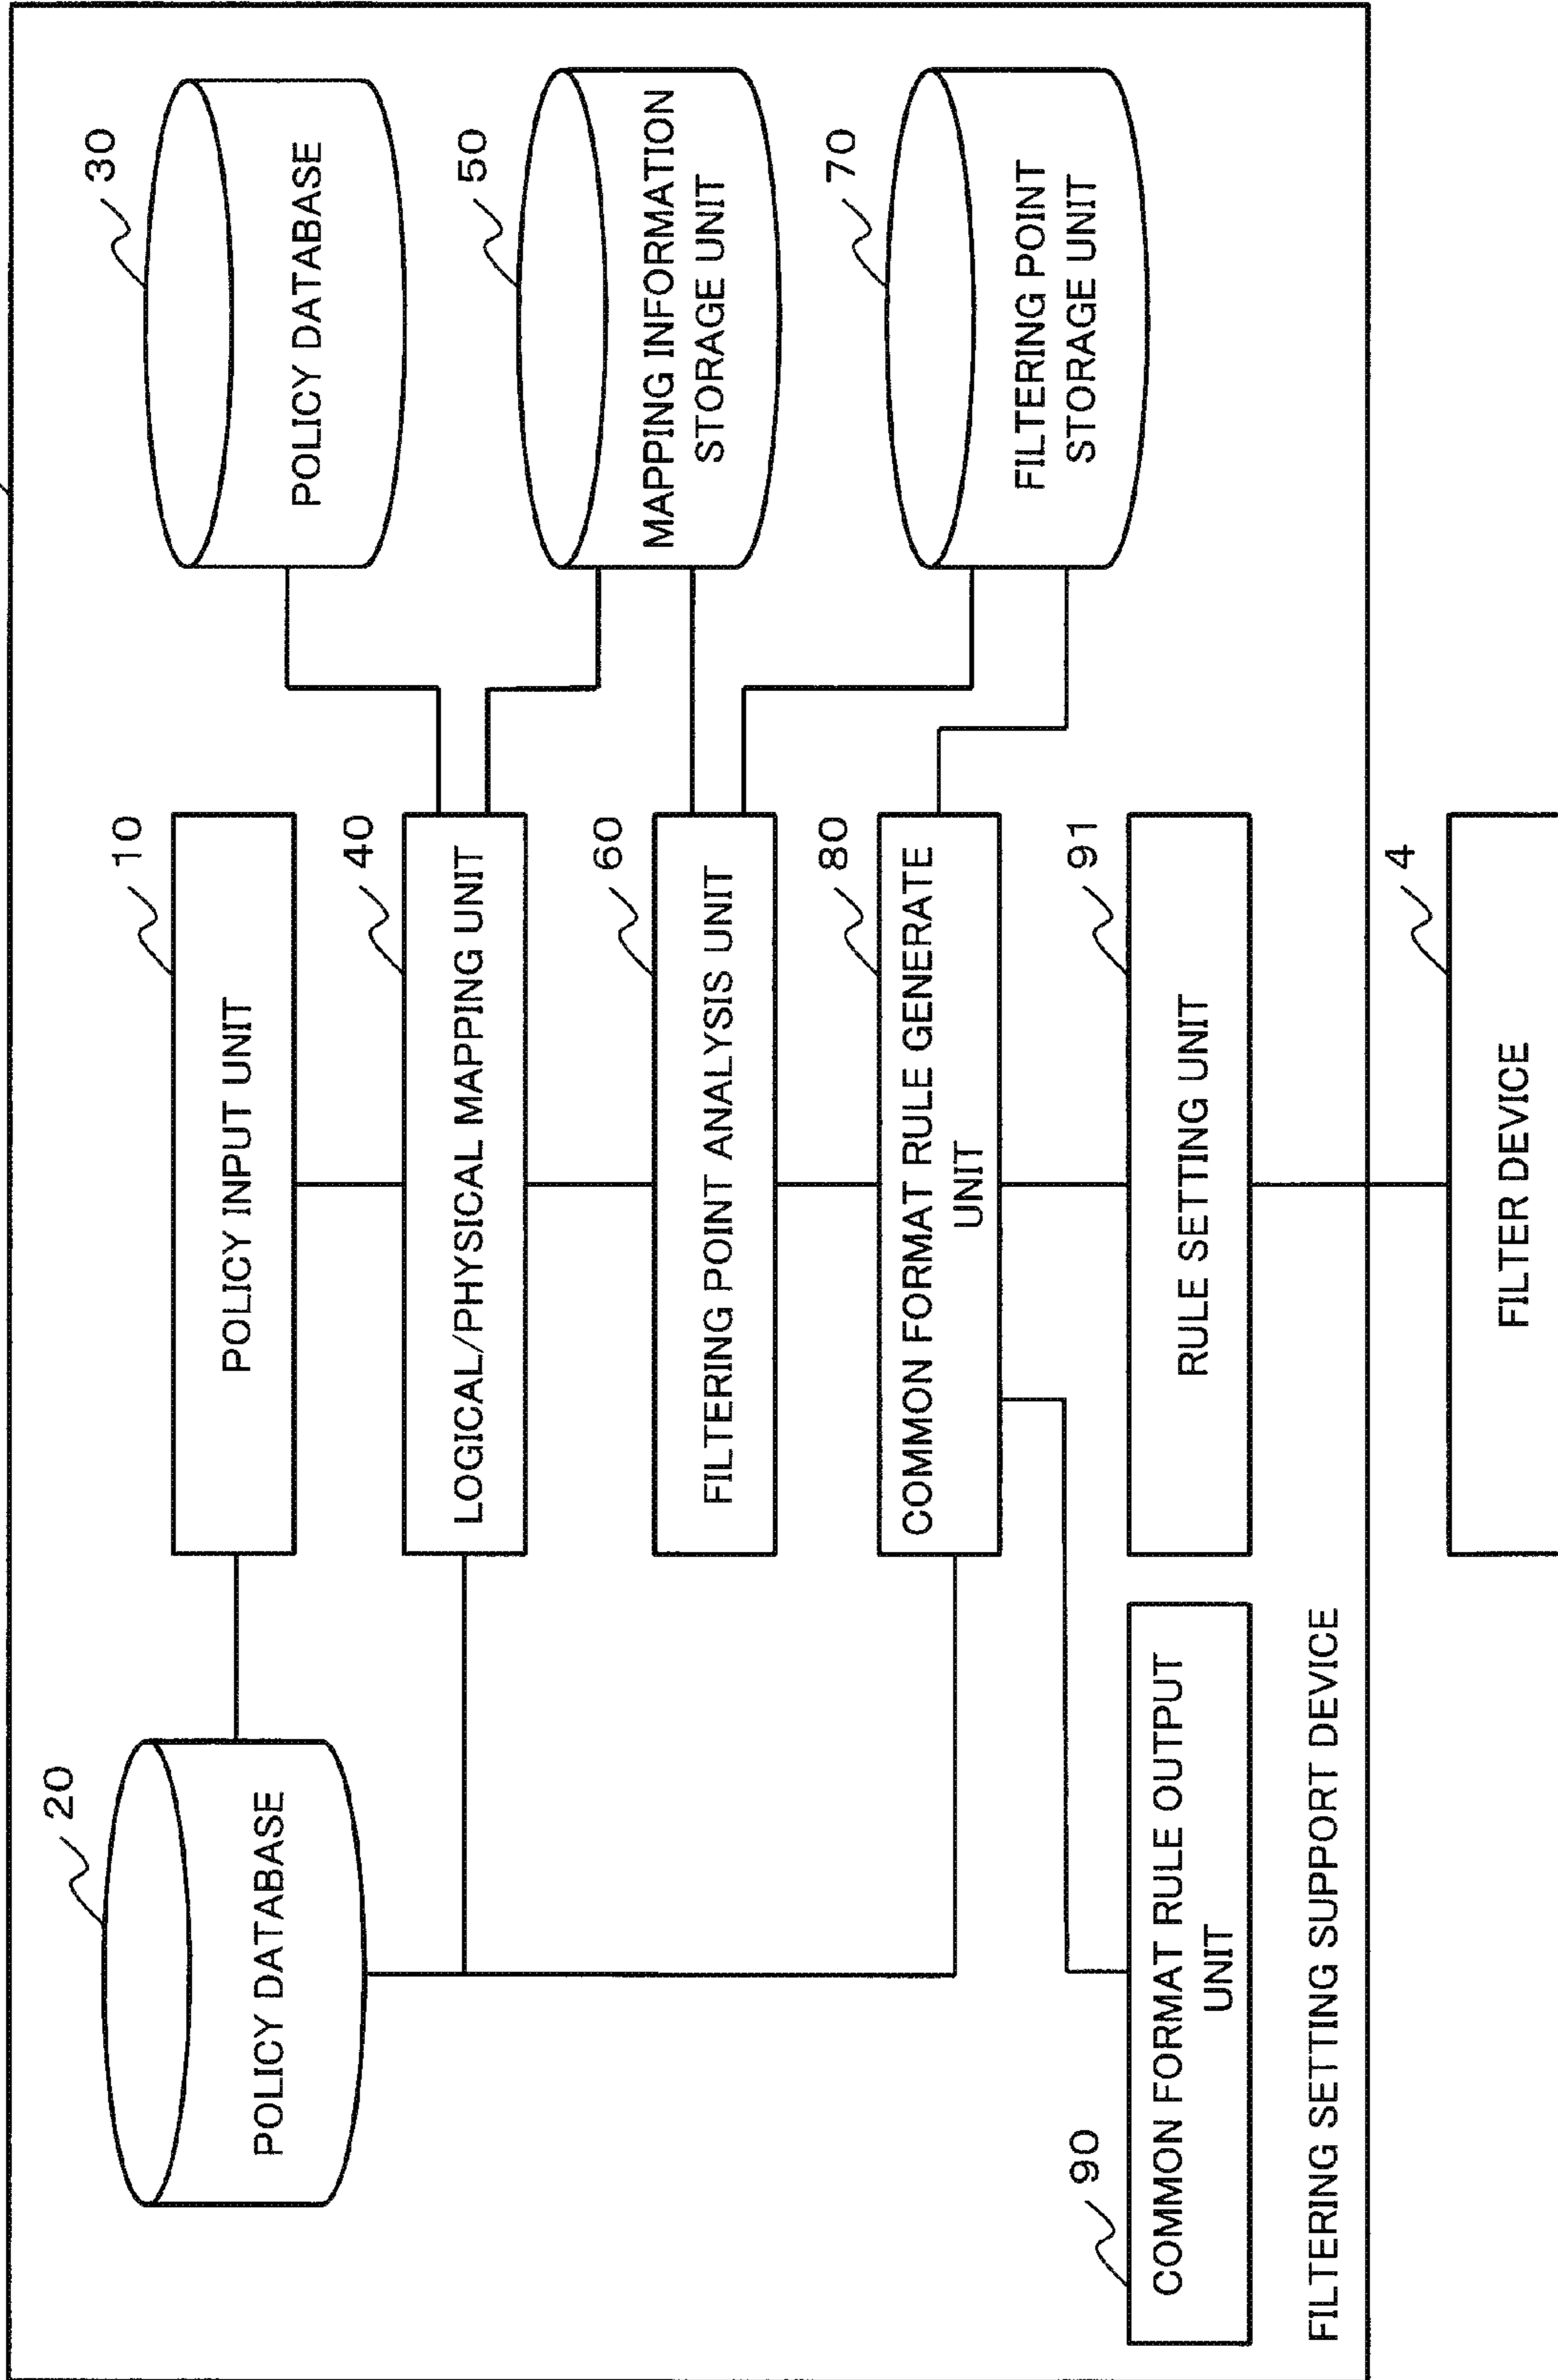 20
POLICY DATABASE
10
POLICY INPUT UNIT
30
POLICY DATABASE
40
LOGICAL/PHYSICAL MAPPING UNIT
50
MAPPING INFORMATION
STORAGE UNIT
60
FILTERING POINT ANALYSIS UNIT
70
FILTERING POINT
STORAGE UNIT
80
COMMON FORMAT RULE GENERATE
UNIT
90
COMMON FORMAT RULE OUTPUT
UNIT
91
RULE SETTING UNIT
FILTERING SETTING SUPPORT DEVICE
4
FILTER DEVICE